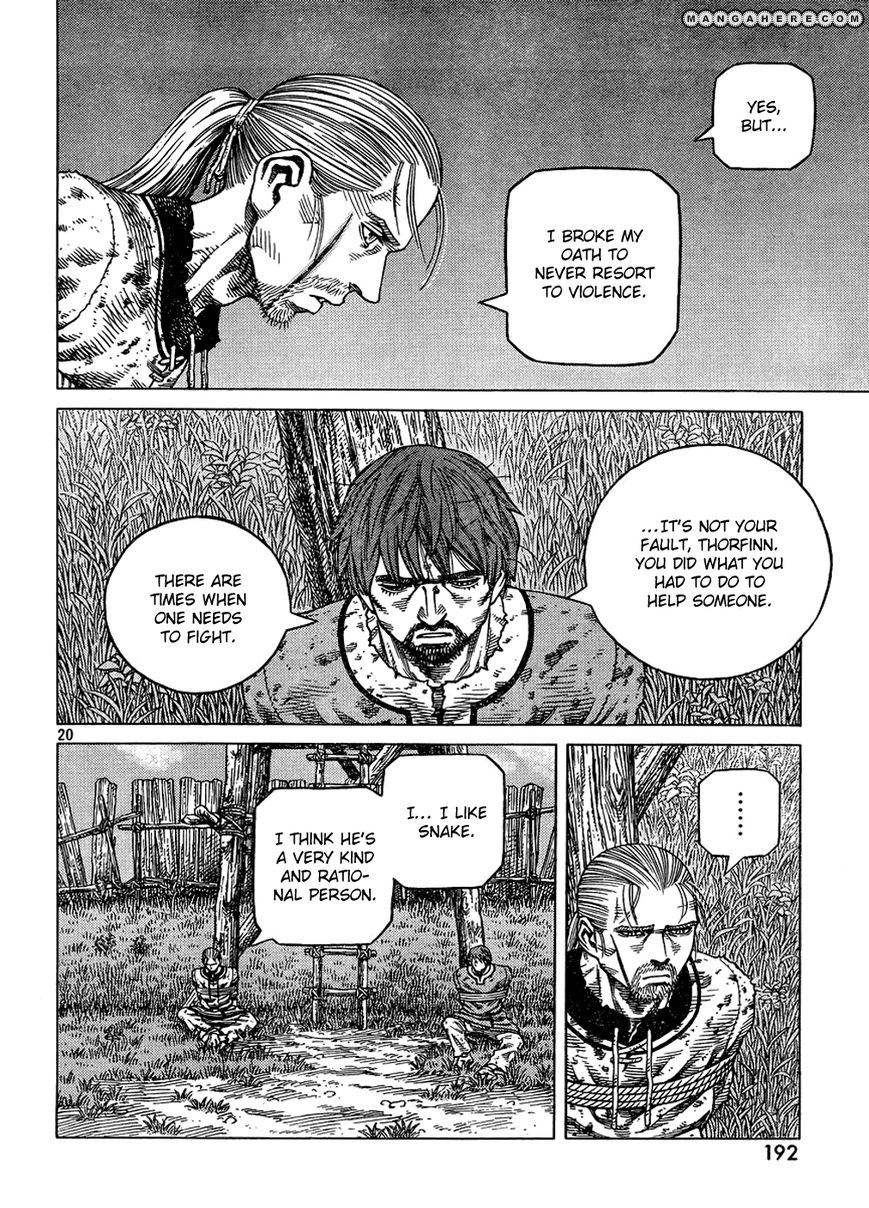 MANGAHERE.COM
YES,
BUT...
I BROKE MY
OATH TO
NEVER RESORT
TO VIOLENCE.
...IT'S NOT YOUR
FAULT, THORFINN.
YOU DID WHAT YOU
HAD TO DO TO
HELP SOMEONE.
THERE ARE
TIMES WHEN
ONE NEEDS
TO FIGHT.
20
.......
I... I LIKE
SNAKE.
I THINK HE'S
A VERY KIND
AND RATIO-
NAL PERSON.
192